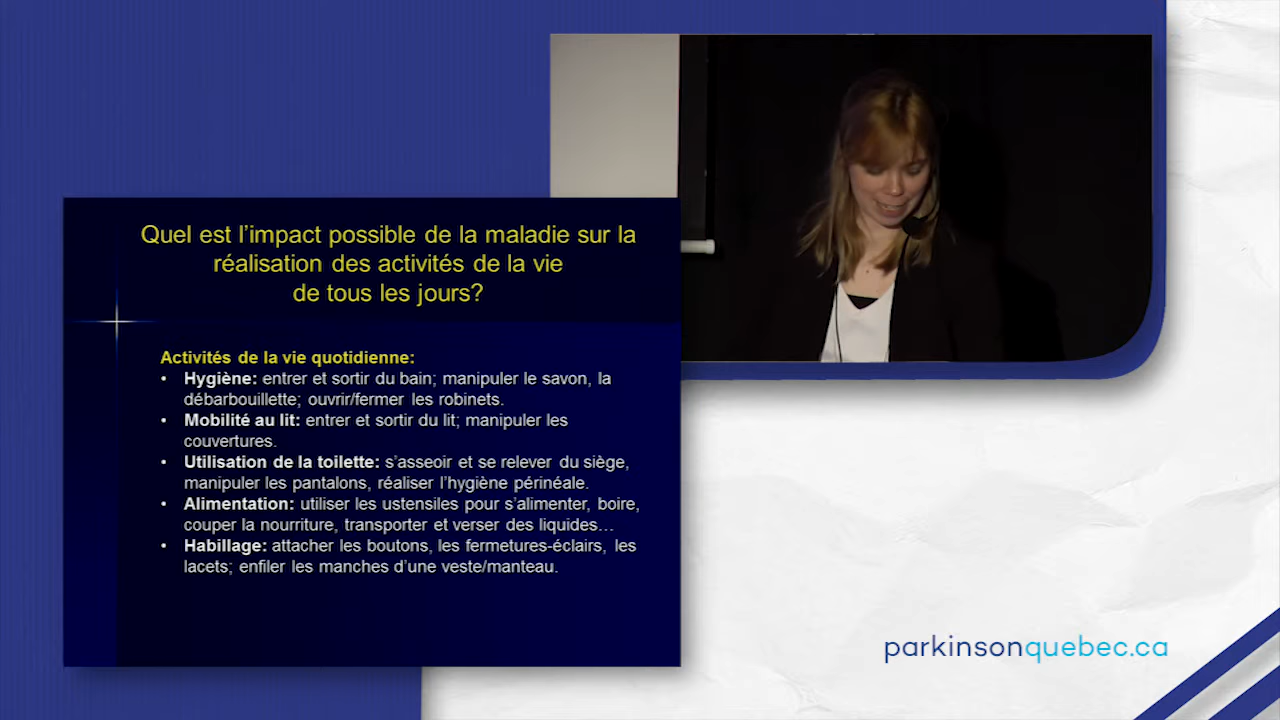 Quel est l'impact possible de la maladie sur la
réalisation des activités de la vie
de tous les jours?
Activités de la vie quotidienne:
• Hygiène: entrer et sortir du bain; manipuler le savon, la
débarbouillette; ouvrir/fermer les robinets.
• Mobilité au lit: entrer et sortir du lit; manipuler les
couvertures.
• Utilisation de la toilette: s'asseoir et se relever du siège,
manipuler les pantalons, réaliser l'hygiène périnéale.
• Alimentation: utiliser les ustensiles pour s'alimenter, boire,
couper la nourriture, transporter et verser des liquides…
• Habillage: attacher les boutons, les fermetures-éclairs, les
lacets; enfiler les manches d'une veste/manteau.
parkinsonquebec.ca